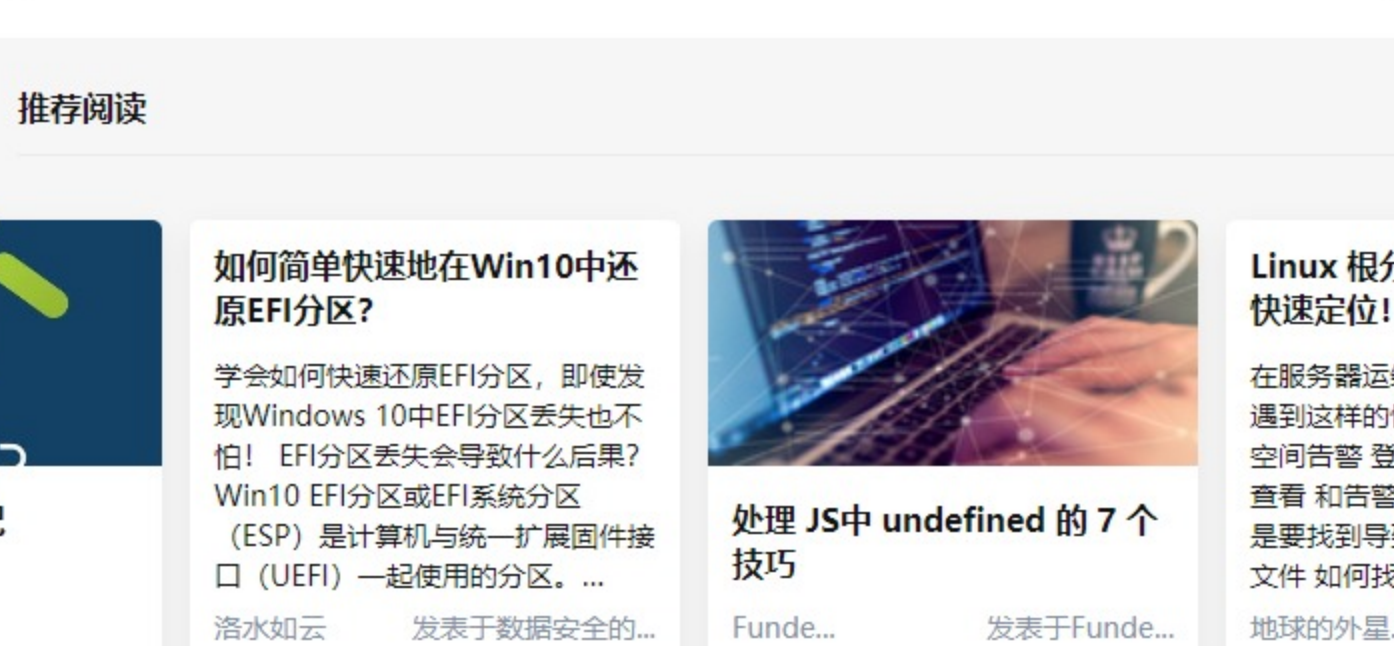 推荐阅读
如何简单快速地在Win10中还
原EFI分区？
学会如何快速还原EFI分区，即使发
现Windows 10中EFI分区丢失也不
怕！ EFI分区丢失会导致什么后果？
Win10 EFI分区或EFI系统分区
（ESP）是计算机与统一扩展固件接
口（UEFI）一起使用的分区。...
洛水如云 发表于数据安全的...
处理 JS中 undefined 的 7 个
技巧
Funde... 发表于Funde...
Linux 根分
快速定位！
在服务器运维
遇到这样的
空间告警 登
查看 和告警
是要找到导致
文件 如何找
地球的外星